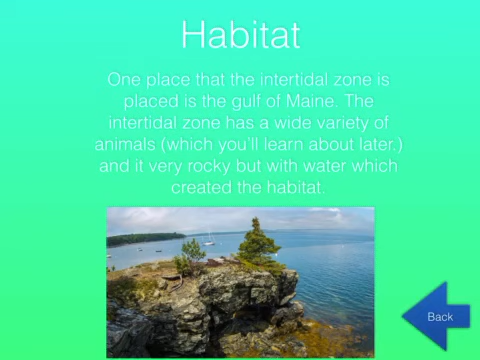 Habitat
One place that the intertidal zone is
placed is the gulf of Maine. The
intertidal zone has a wide variety of
animals (which you'll learn about later.)
and it very rocky but with water which
created the habitat.
Back